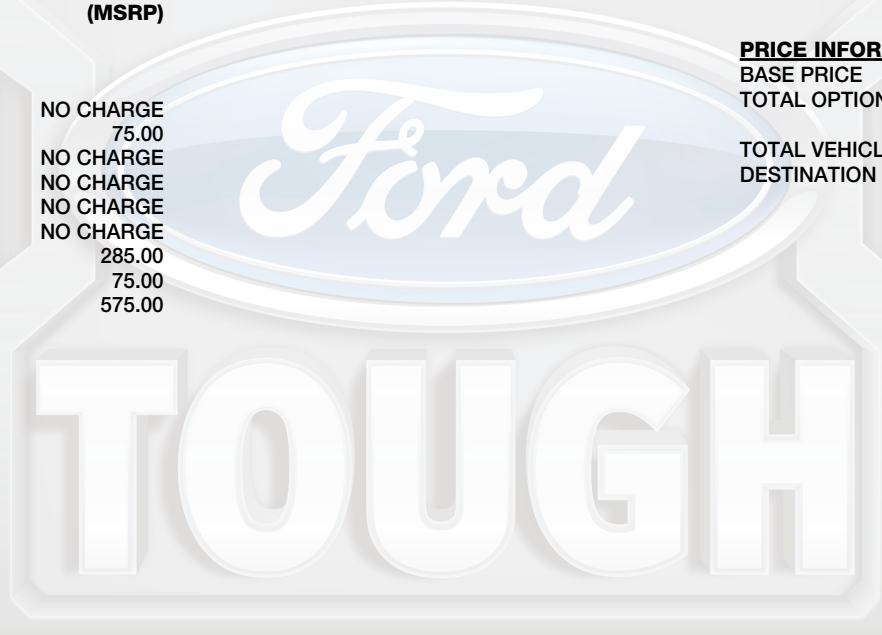 (MSRP)
NO CHARGE
75.00
NO CHARGE
NO CHARGE
NO CHARGE
NO CHARGE
285.00
75.00
575.00
PRICE INFOR
BASE PRICE
TOTAL OPTION
TOTAL VEHICL
DESTINATION
Ford
TOUGH